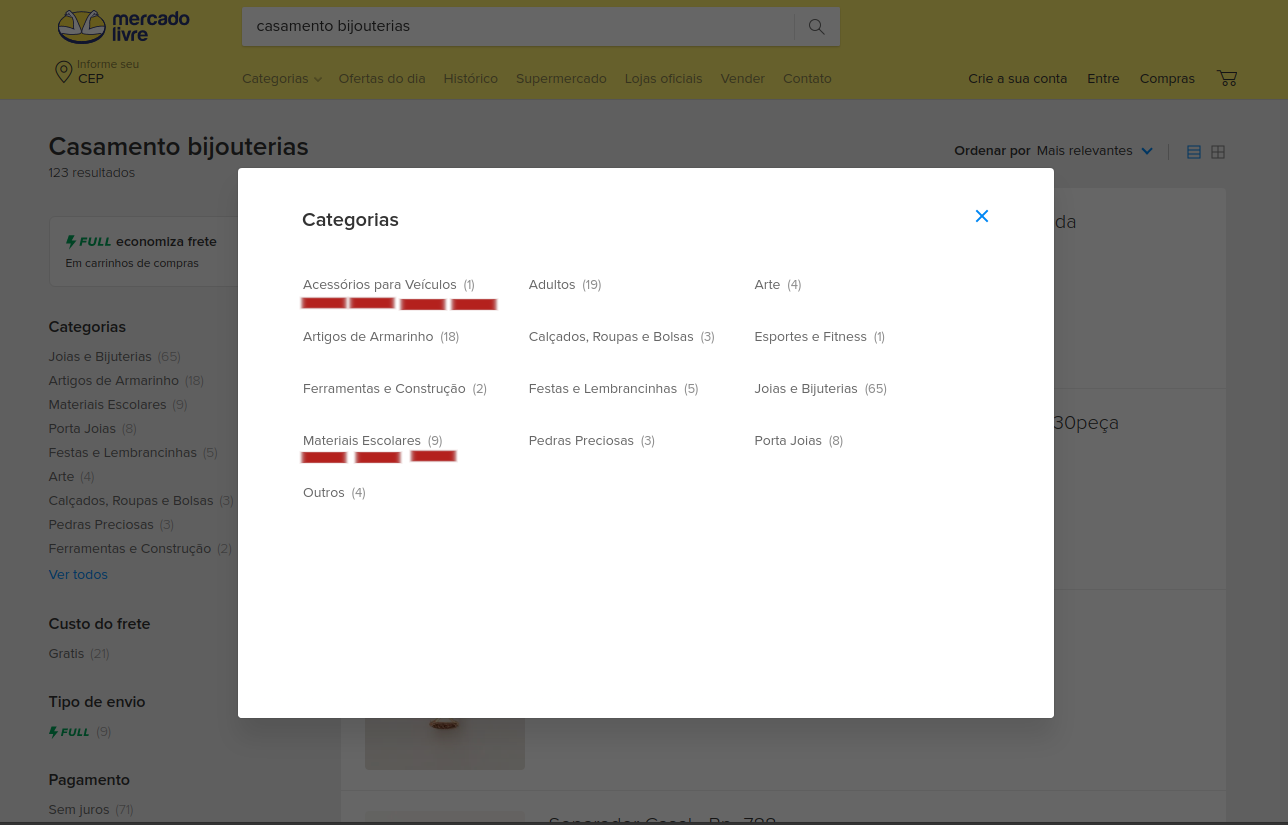 mercado
livre
casamento bijouterias
Informe seu
CEP
Categorias Ofertas do dia Histórico Supermercado Lojas oficiais Vender Contato Crie a sua conta Entre Compras
Casamento bijouterias
123 resultados
Ordenar por Mais relevantes
FULL economiza frete
Em carrinhos de compras
Categorias
Joias e Bijuterias (65)
Artigos de Armarinho (18)
Materiais Escolares (9)
Porta Joias (8)
Festas e Lembrancinhas (5)
Arte (4)
Calçados, Roupas e Bolsas (3)
Pedras Preciosas (3)
Ferramentas e Construção (2)
Ver todos
Custo do frete
Gratis (21)
Tipo de envio
FULL (9)
Pagamento
Sem juros (71)
Categorias
Acessórios para Veículos (1) Adultos (19) Arte (4)
Artigos de Armarinho (18) Calçados, Roupas e Bolsas (3) Esportes e Fitness (1)
Ferramentas e Construção (2) Festas e Lembrancinhas (5) Joias e Bijuterias (65)
Materiais Escolares (9) Pedras Preciosas (3) Porta Joias (8)
Outros (4)
da
30peça